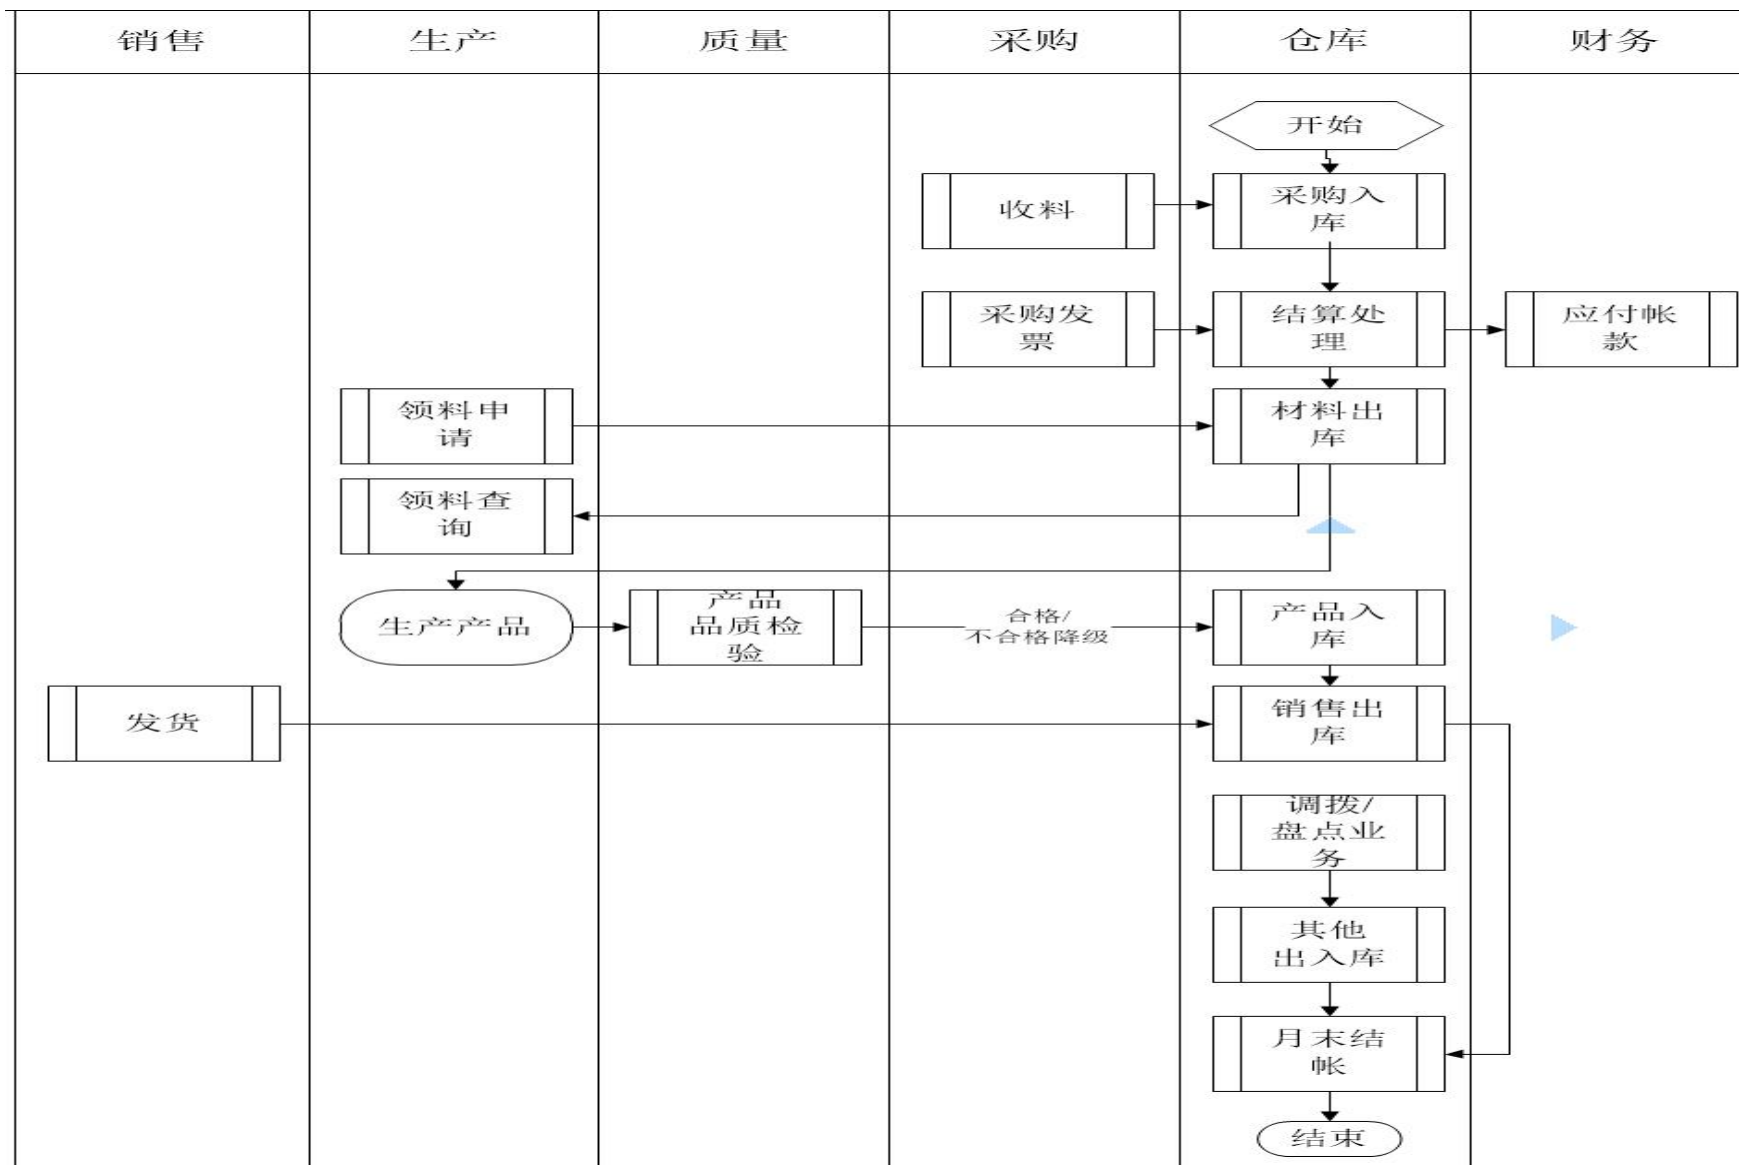 销售
生产
质量
采购
仓库
财务
开始
收料
采购入
库
采购发
票
结算处
理
应付帐
款
领料申
请
材料出
库
领料查
询
生产产品
产品
品质检
验
合格/
不合格降级
产品入
库
发货
销售出
库
调拨/
盘点业
务
其他
出入库
月末结
帐
结束